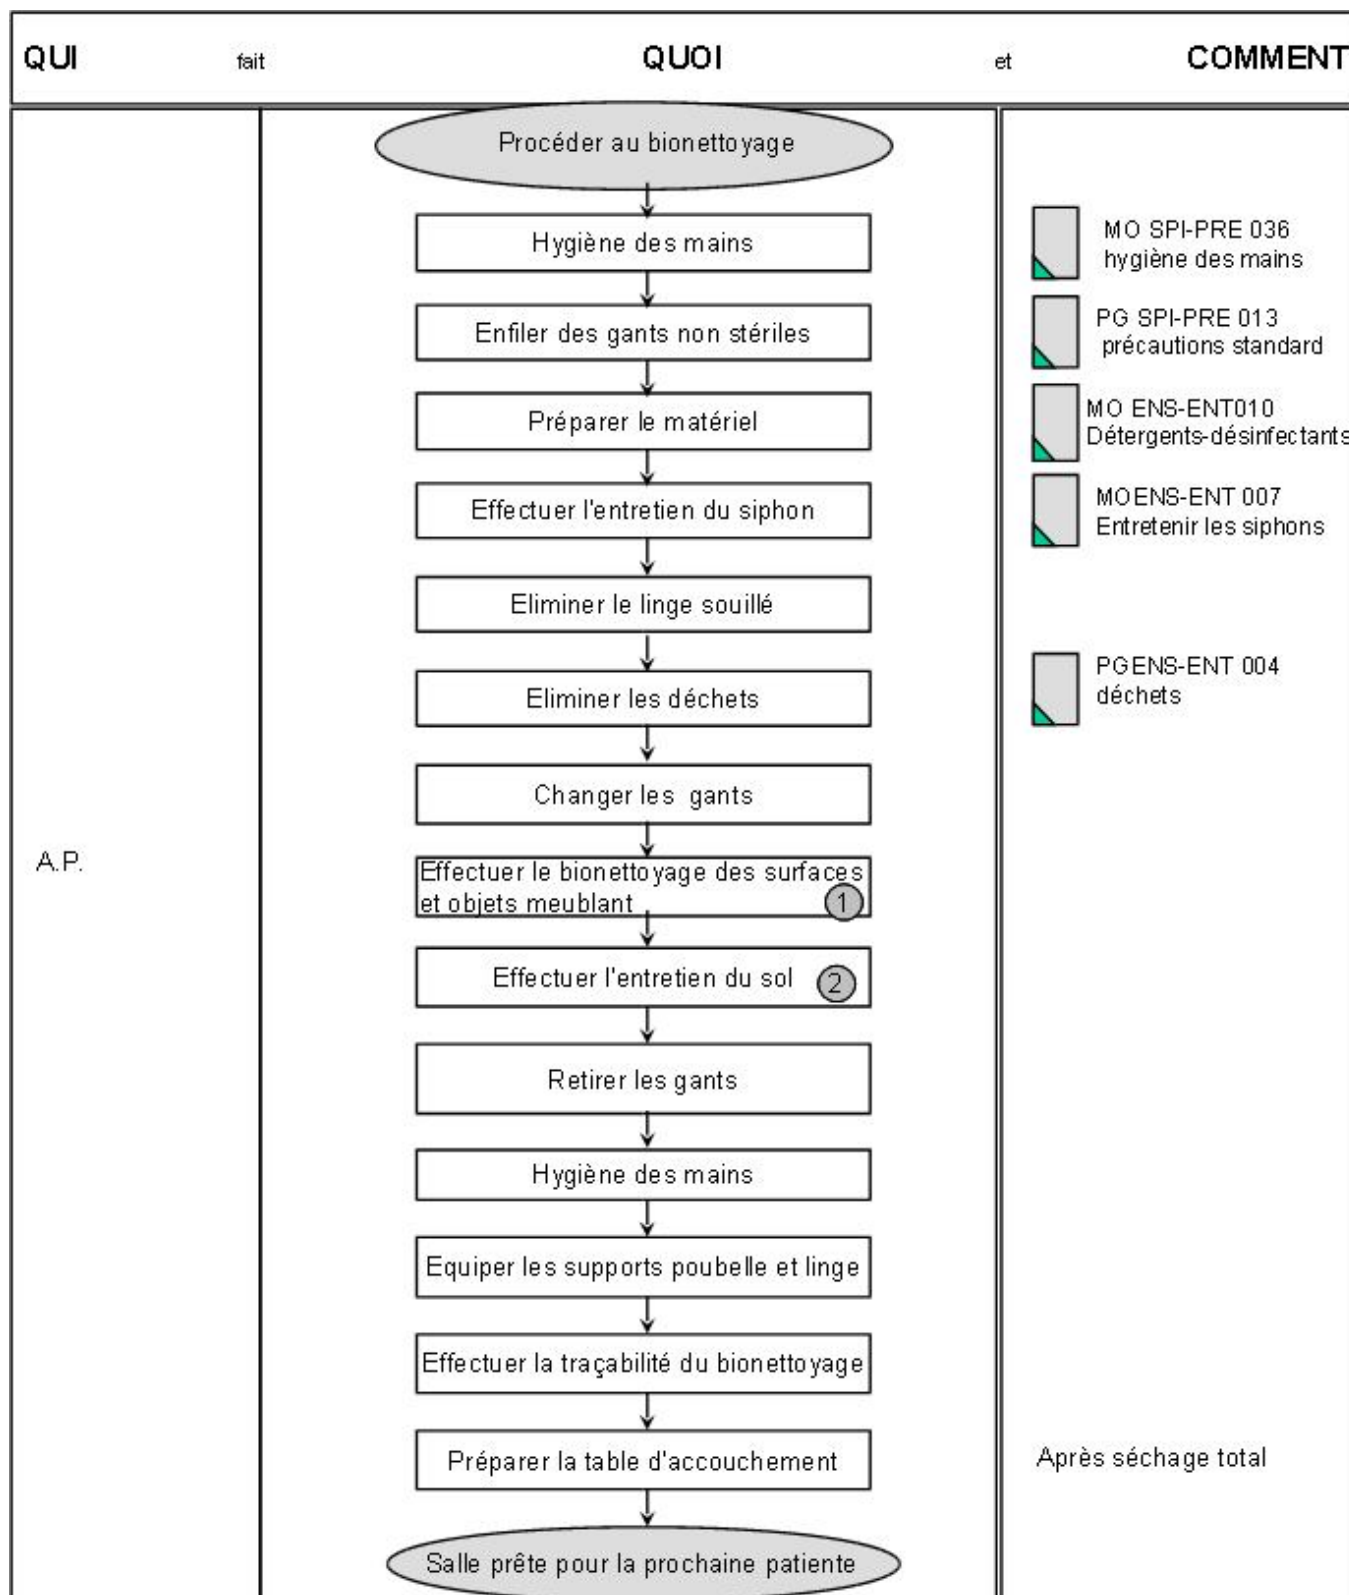 QUI fait QUOI et COMMENT
Procéder au bionettoyage
Hygiène des mains
MO SPI-PRE 036
hygiène des mains
Enfiler des gants non stériles
PG SPI-PRE 013
précautions standard
Préparer le matériel
MO ENS-ENT010
Détergents-désinfectants
Effectuer l'entretien du siphon
MOENS-ENT 007
Entretenir les siphons
Eliminer le linge souillé
Eliminer les déchets
PGENS-ENT 004
déchets
Changer les gants
A.P.
Effectuer le bionettoyage des surfaces
et objets meublant 1
Effectuer l'entretien du sol 2
Retirer les gants
Hygiène des mains
Equiper les supports poubelle et linge
Effectuer la traçabilité du bionettoyage
Préparer la table d'accouchement
Après séchage total
Salle prête pour la prochaine patiente